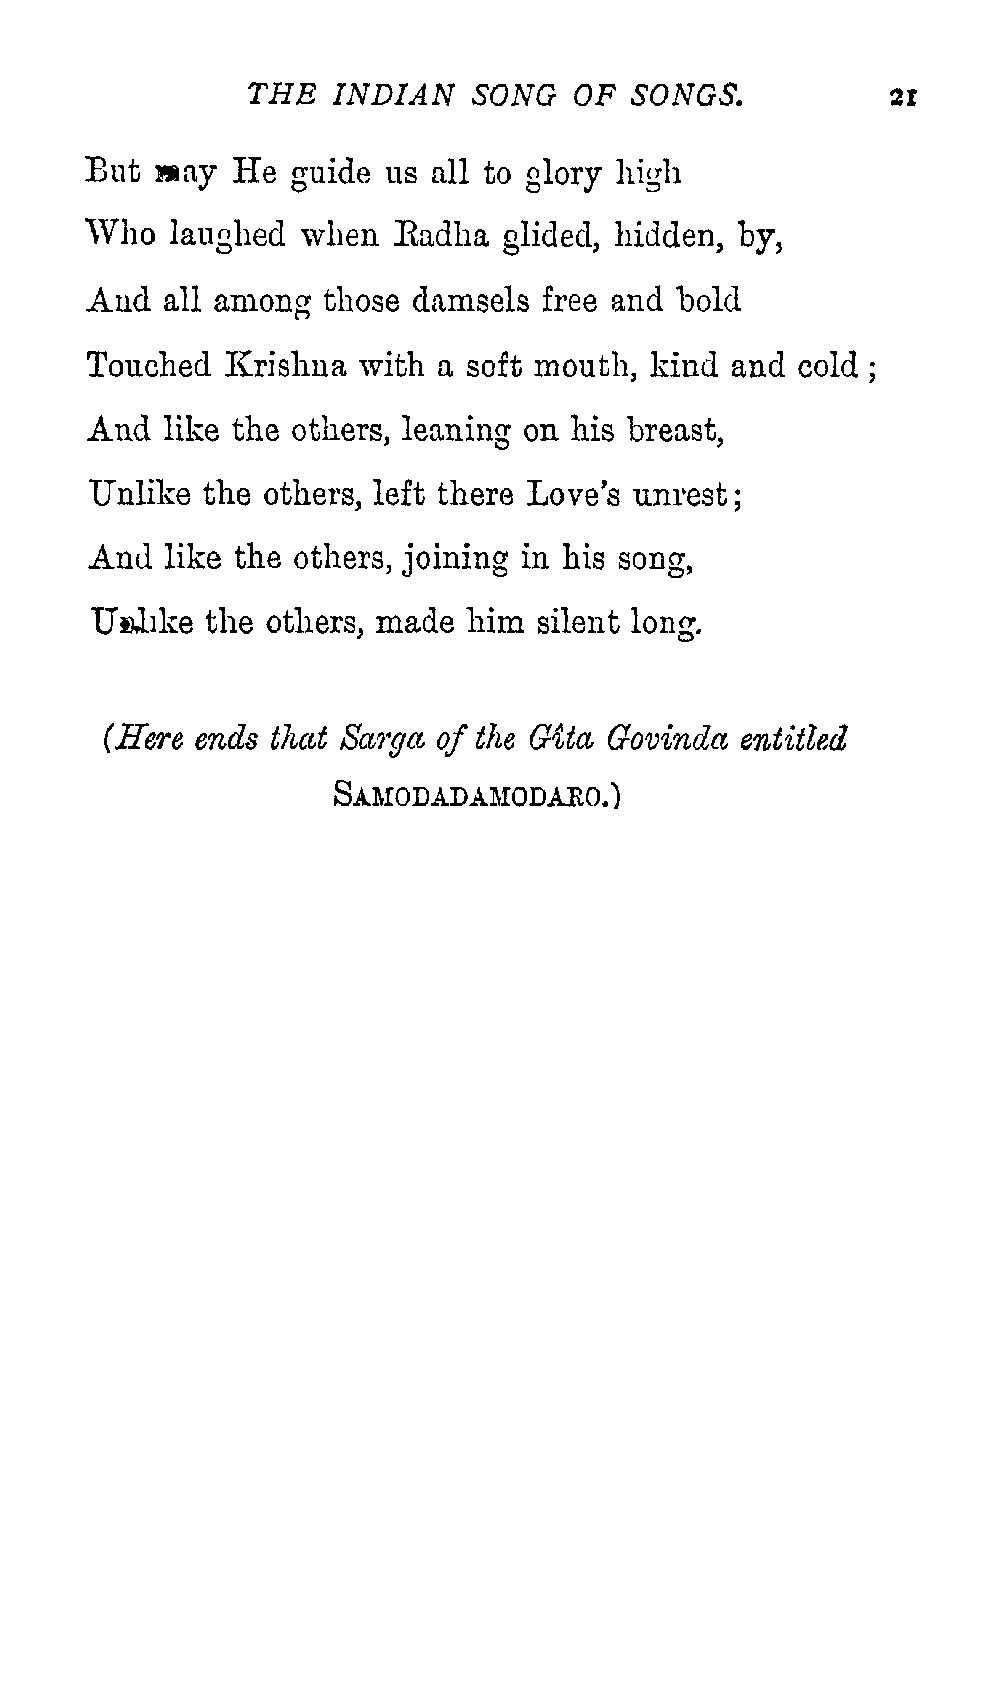 THE INDIAN SONG OF SONGS. 21
But may He guide us all to glory high
Who laughed when Radha glided, hidden, by,
And all among those damsels free and bold
Touched Krishna with a soft mouth, kind and cold ;
And like the others, leaning on his breast,
Unlike the others, left there Love's unrest ;
And like the others, joining in his song,
Unlike the others, made him silent long.
(Here ends that Sarga of the Gîta Govinda entitled
SAMODADAMODARO.)